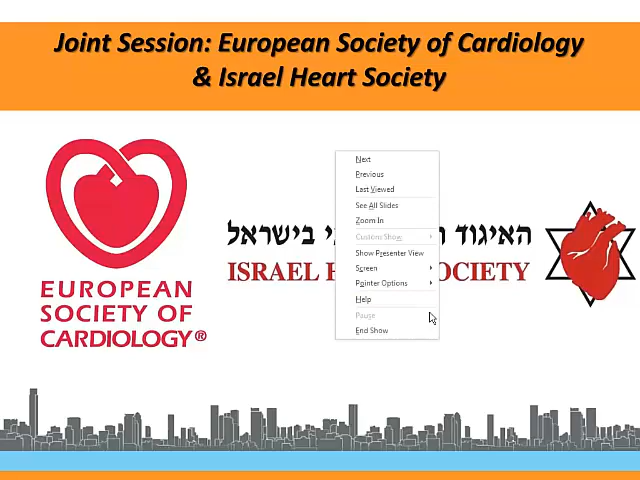 Joint Session: European Society of Cardiology
& Israel Heart Society
EUROPEAN
SOCIETY OF
CARDIOLOGY®
האיגוד
בישראל
ISRAEL
SOCIETY
Next
Previous
Last Viewed
See All Slides
Zoom In
Custom Show
Show Presenter View
Screen
Pointer Options
Help
Pause
End Show